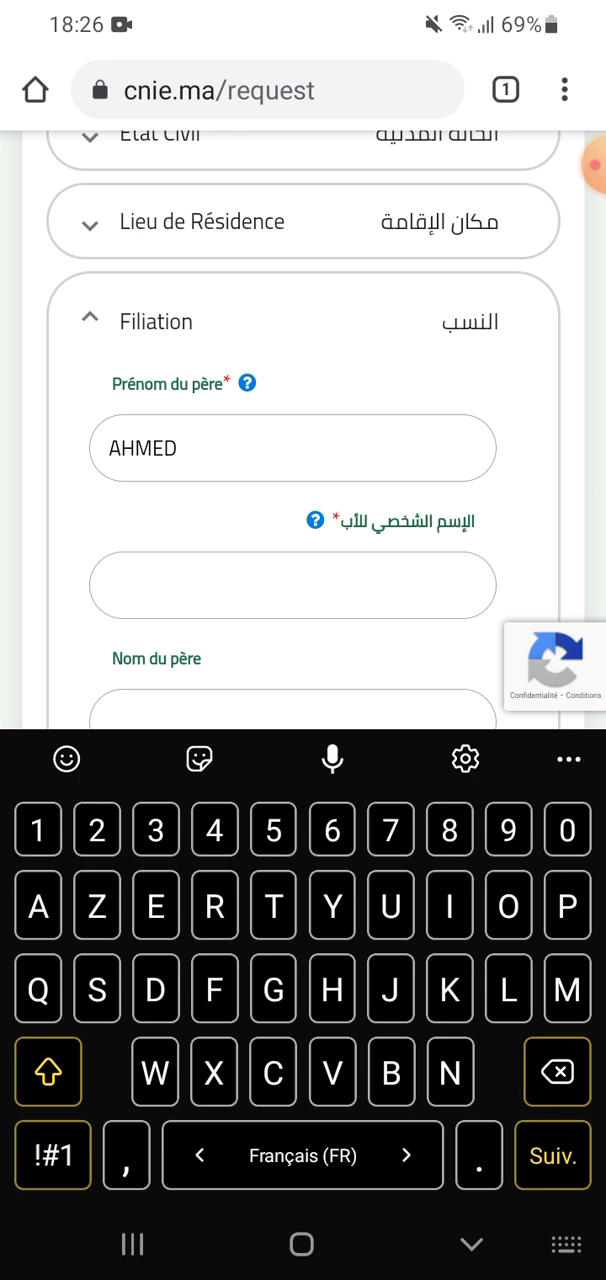 18:26
69%
cnie.ma/request
1
Etat Civil
الحالة المدنية
Lieu de Résidence
مكان الإقامة
Filiation
النسب
Prénom du père* ?
AHMED
الإسم الشخصي للأب* ?
Nom du père
Confidentialité - Conditions
1 2 3 4 5 6 7 8 9 0
A Z E R T Y U I O P
Q S D F G H J K L M
W X C V B N
!#1 , < Français (FR) > . Suiv.